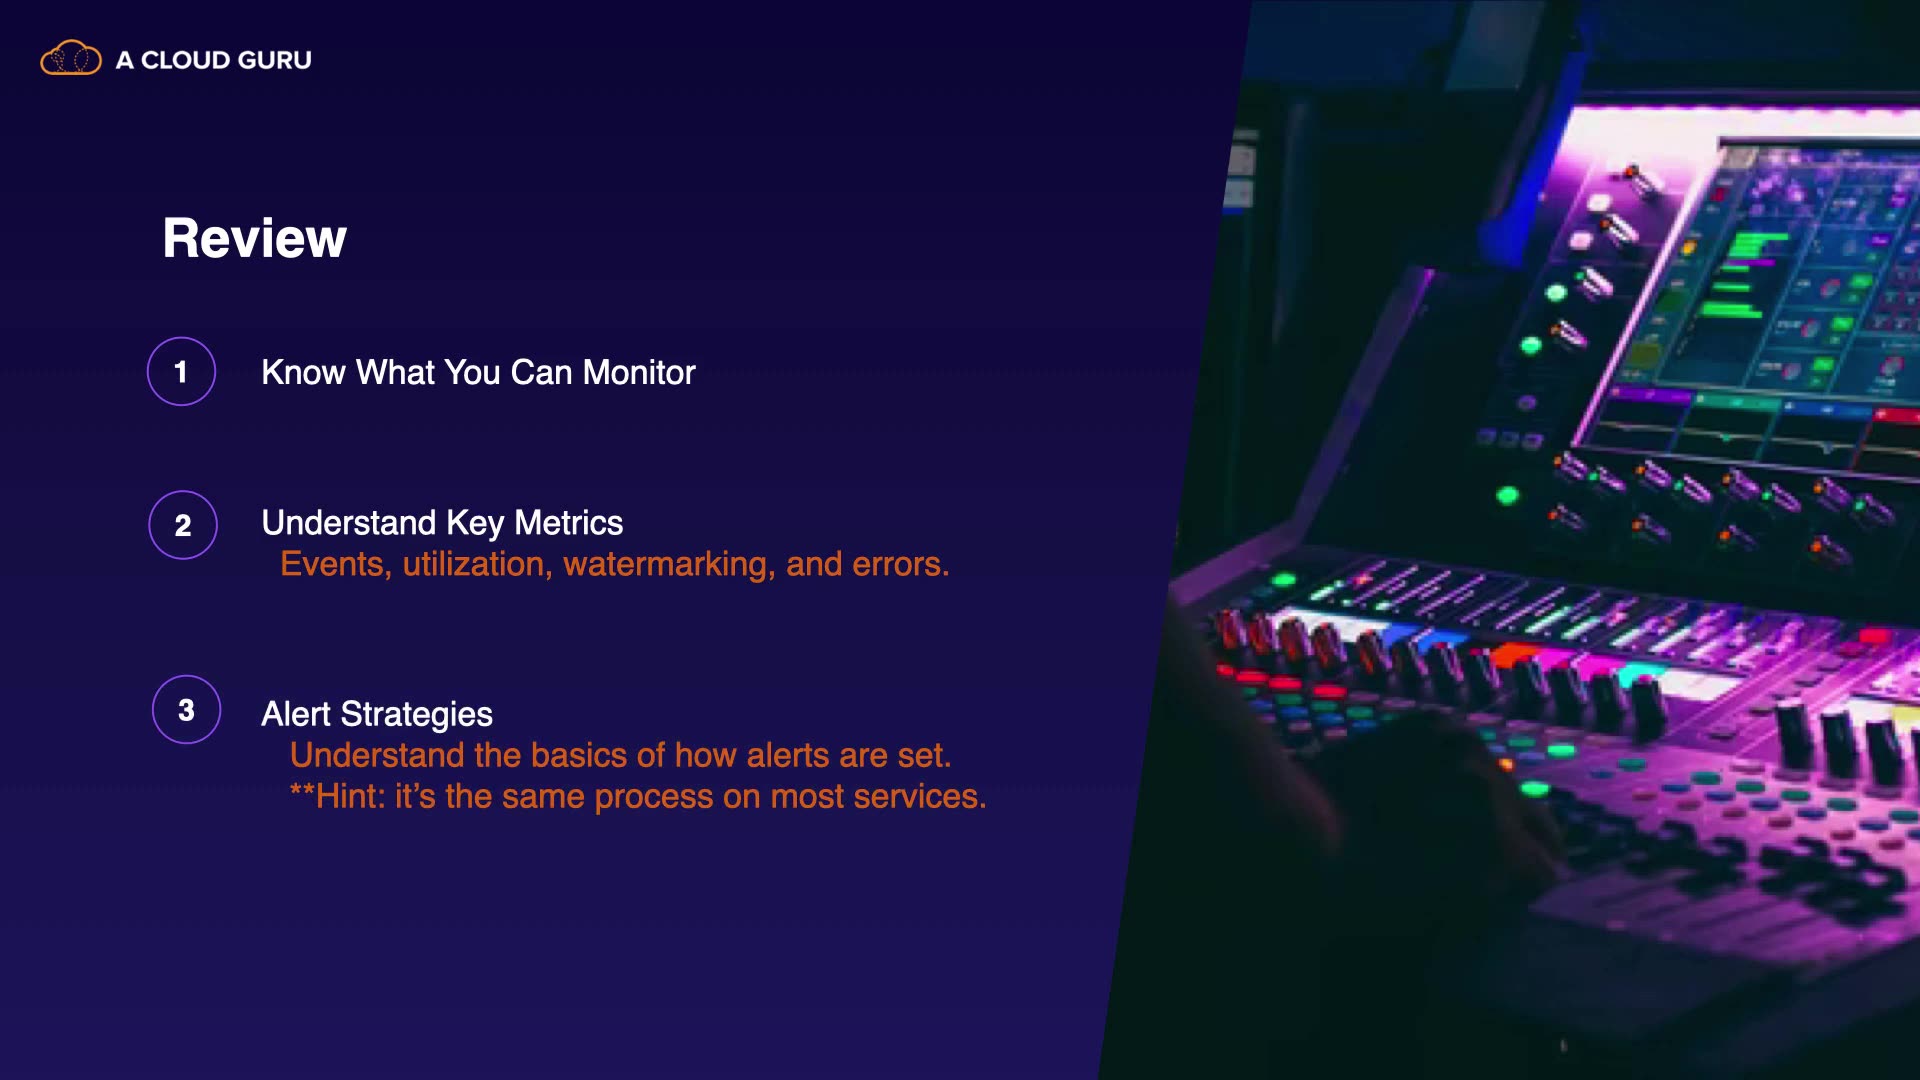 A CLOUD GURU
Review
1
Know What You Can Monitor
2
Understand Key Metrics
Events, utilization, watermarking, and errors.
3
Alert Strategies
Understand the basics of how alerts are set.
**Hint: it’s the same process on most services.